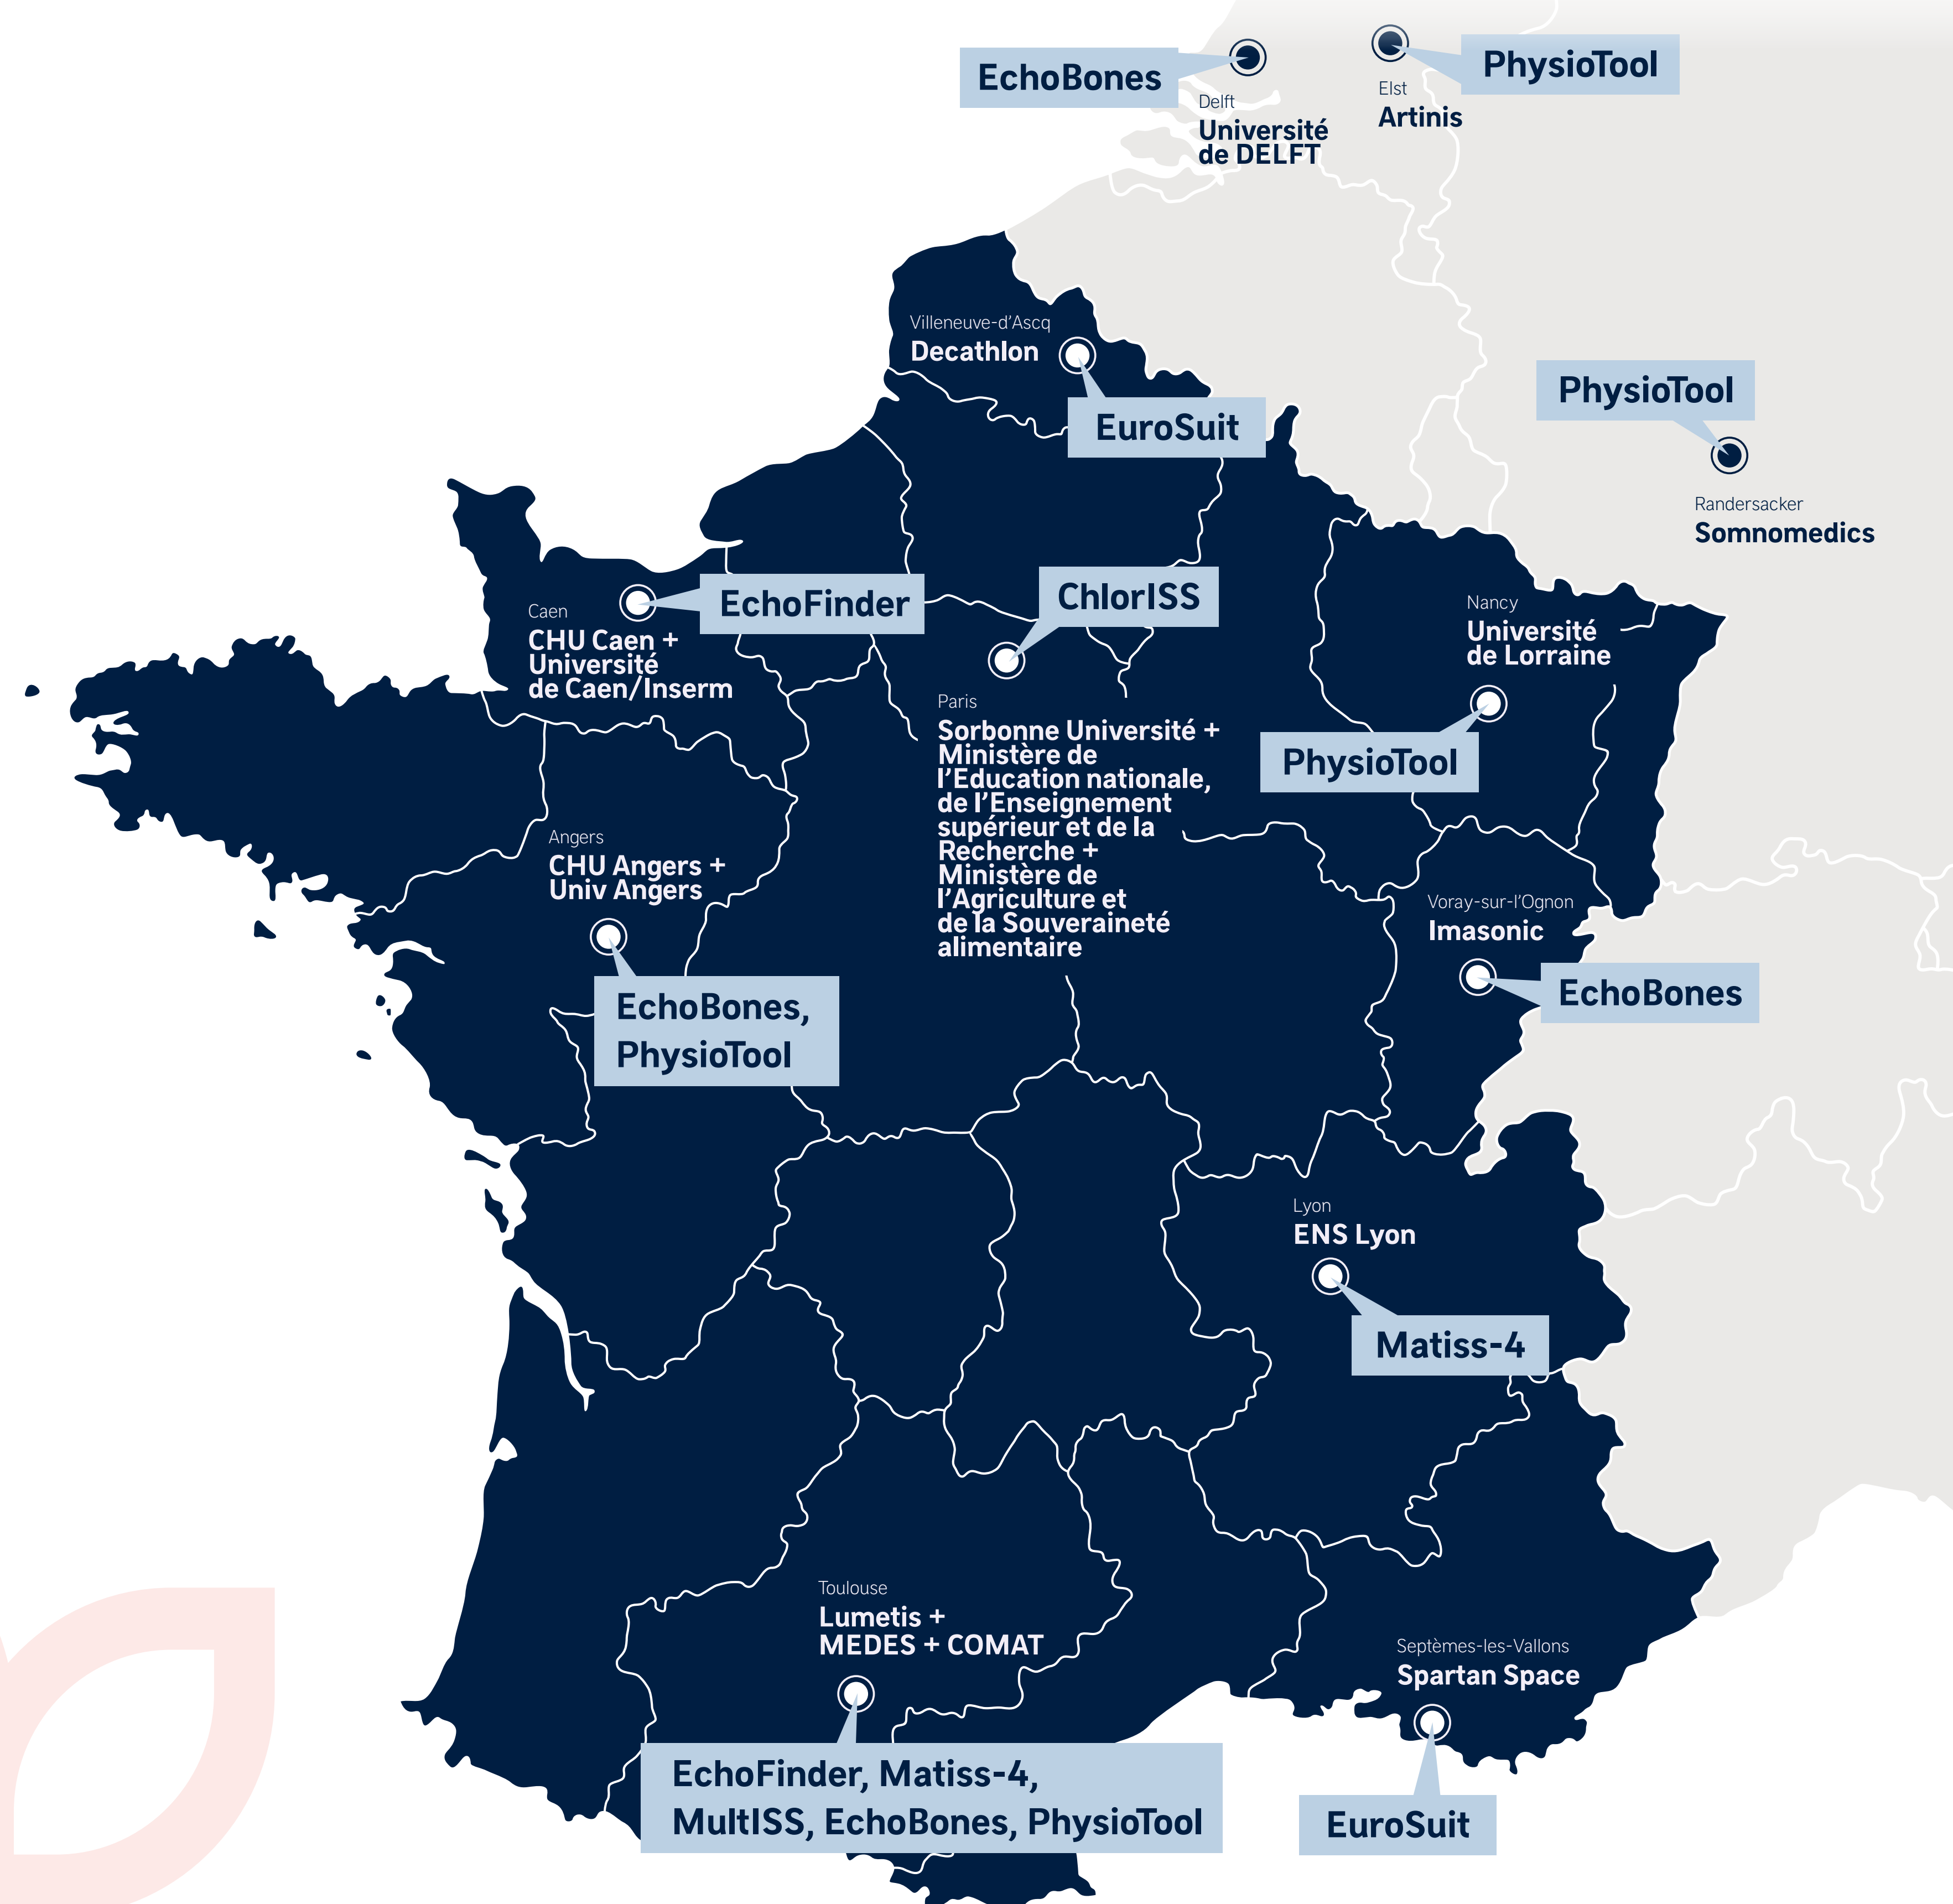 EchoBones
Delft
Université
de DELFT
PhysioTool
Elst
Artinis
Villeneuve-d'Ascq
Decathlon
EuroSuit
PhysioTool
Randersacker
Somnomedics
EchoFinder
Caen
CHU Caen +
Université
de Caen/Inserm
ChlorISS
Paris
Sorbonne Université +
Ministère de
l'Education nationale,
de l'Enseignement
supérieur et de la
Recherche +
Ministère de
l'Agriculture et
de la Souveraineté
alimentaire
Nancy
Université
de Lorraine
PhysioTool
Angers
CHU Angers +
Univ Angers
EchoBones,
PhysioTool
Voray-sur-l'Ognon
Imasonic
EchoBones
Lyon
ENS Lyon
Matiss-4
Toulouse
Lumetis +
MEDES + COMAT
EchoFinder, Matiss-4,
MultISS, EchoBones, PhysioTool
Septèmes-les-Vallons
Spartan Space
EuroSuit